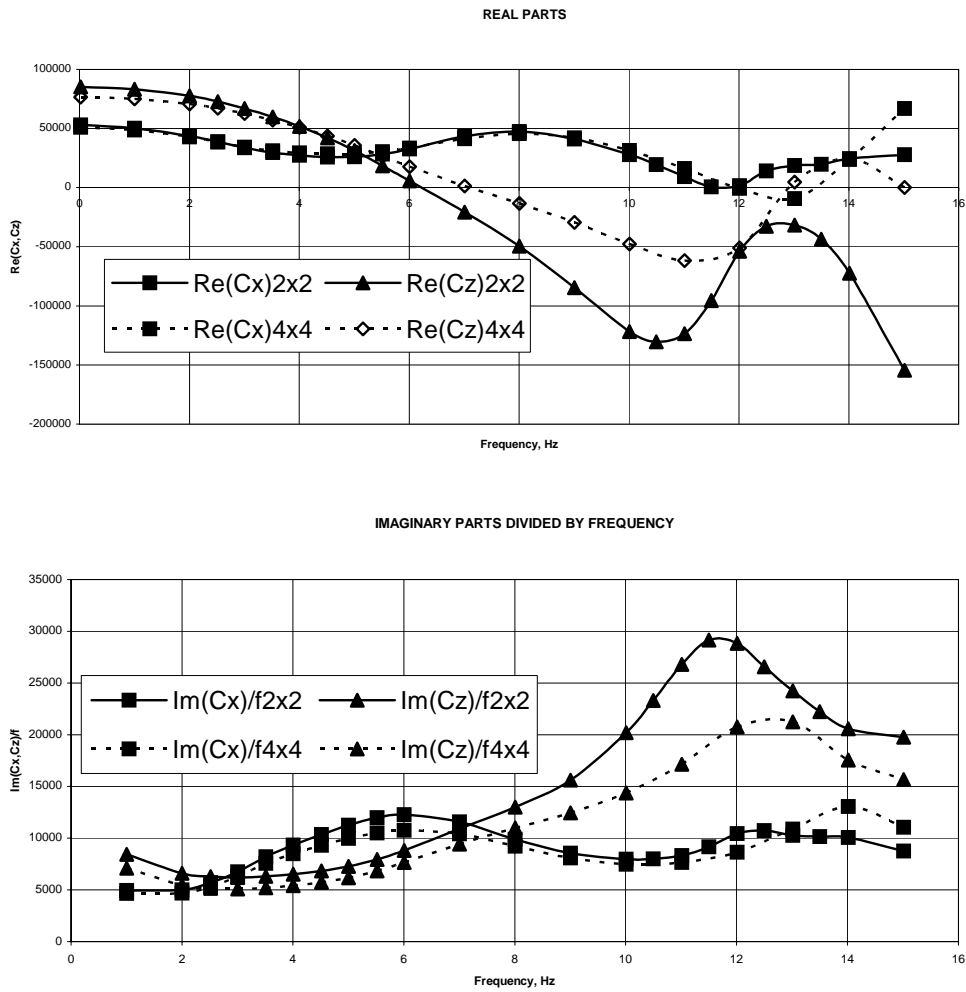 REAL PARTS
100000
50000
0
-50000
-100000
-150000
-200000
Re(Cx,Cz)
0 2 4 6 8 10 12 14 16
Re(Cx)2x2 Re(Cz)2x2
Re(Cx)4x4 Re(Cz)4x4
Frequency, Hz
IMAGINARY PARTS DIVIDED BY FREQUENCY
35000
30000
25000
20000
15000
10000
5000
0
Im(Cx,Cz)/f
Im(Cx)/f2x2 Im(Cz)/f2x2
Im(Cx)/f4x4 Im(Cz)/f4x4
0 2 4 6 8 10 12 14 16
Frequency, Hz